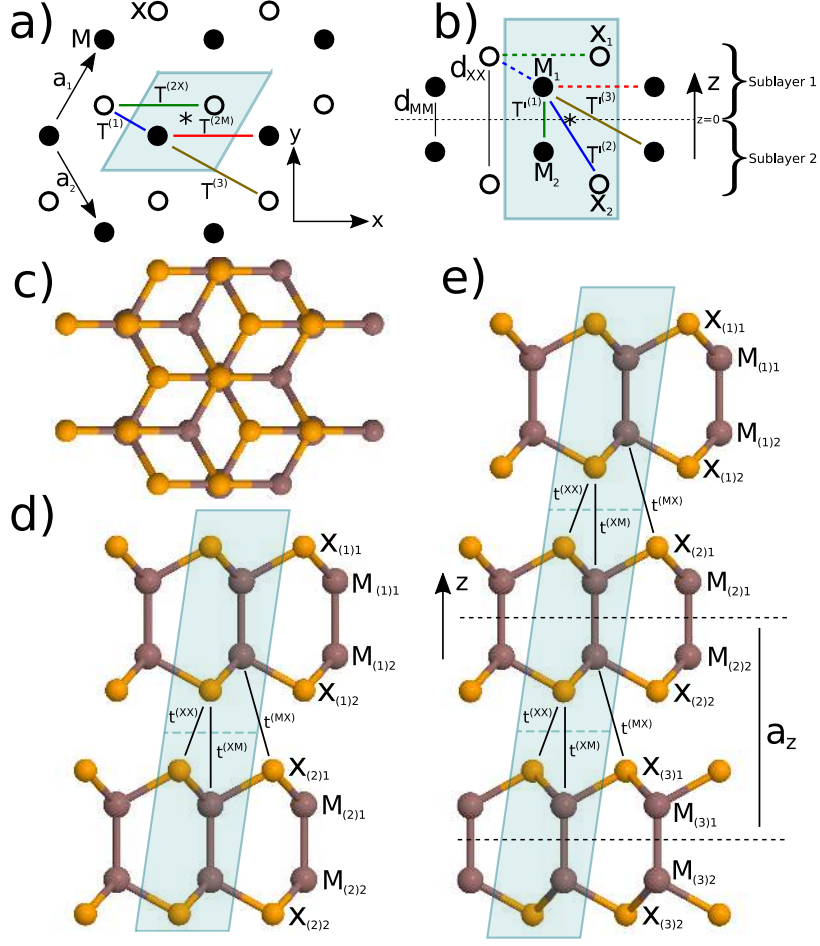 a)
X
M
a₁
T⁽²ˣ⁾
T⁽¹⁾
*
T⁽²ᴹ⁾
a₂
T⁽³⁾
y
x
b)
X₁
d_XX
M₁
d_MM
T'⁽¹⁾
T'⁽³⁾
*
T'⁽²⁾
M₂
X₂
z
z=0
Sublayer 1
Sublayer 2
c)
d)
X₍₁₎₁
M₍₁₎₁
M₍₁₎₂
X₍₁₎₂
t⁽ˣˣ⁾
t⁽ˣᴹ⁾
t⁽ᴹˣ⁾
X₍₂₎₁
M₍₂₎₁
M₍₂₎₂
X₍₂₎₂
e)
X₍₁₎₁
M₍₁₎₁
M₍₁₎₂
X₍₁₎₂
t⁽ˣˣ⁾
t⁽ˣᴹ⁾
t⁽ᴹˣ⁾
X₍₂₎₁
z
M₍₂₎₁
M₍₂₎₂
X₍₂₎₂
t⁽ˣˣ⁾
t⁽ˣᴹ⁾
t⁽ᴹˣ⁾
a_z
X₍₃₎₁
M₍₃₎₁
M₍₃₎₂
X₍₃₎₂